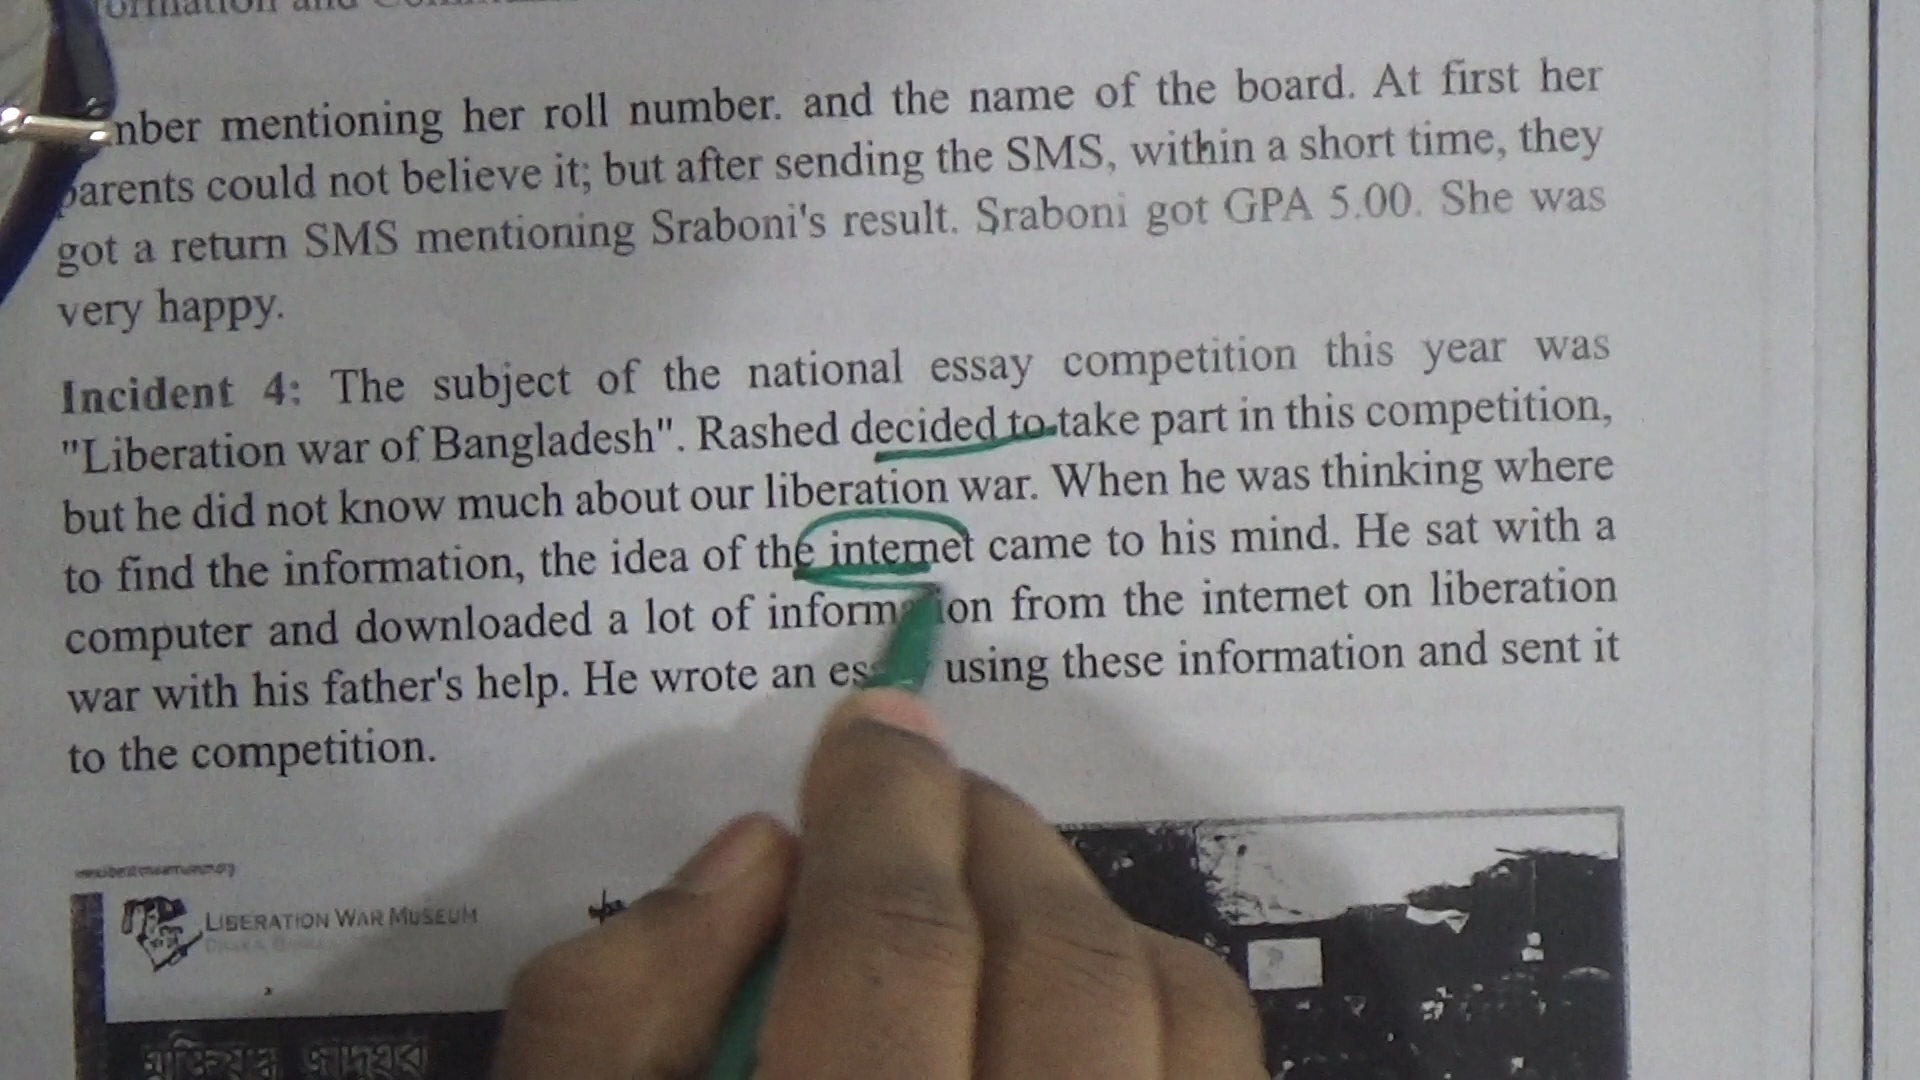 mentioning her roll number. and the name of the board. At first her
parents could not believe it; but after sending the SMS, within a short time, they
got a return SMS mentioning Sraboni's result. Sraboni got GPA 5.00. She was
very happy.
Incident 4: The subject of the national essay competition this year was
"Liberation war of Bangladesh". Rashed decided to take part in this competition,
but he did not know much about our liberation war. When he was thinking where
to find the information, the idea of the internet came to his mind. He sat with a
computer and downloaded a lot of information from the internet on liberation
war with his father's help. He wrote an using these information and sent it
to the competition.
LIBERATION WAR MUSEUM
মুক্তিযুদ্ধ জাদুঘর